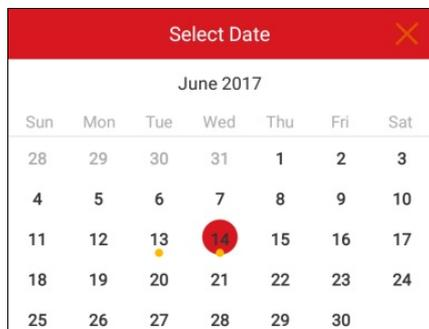 Select Date
June 2017
Sun Mon Tue Wed Thu Fri Sat
28 29 30 31 1 2 3
4 5 6 7 8 9 10
11 12 13 14 15 16 17
18 19 20 21 22 23 24
25 26 27 28 29 30